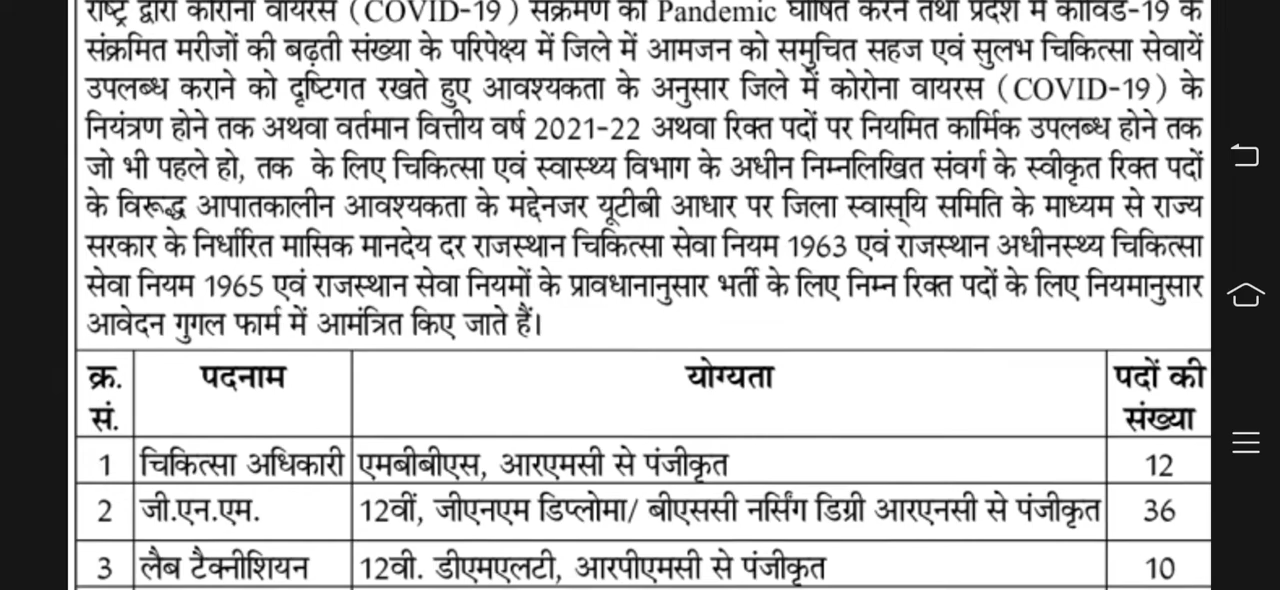 राष्ट्र द्वारा कोरोना वायरस (COVID-19) संक्रमण को Pandemic घोषित करने तथा प्रदेश में कोविड-19 के
संक्रमित मरीजों की बढ़ती संख्या के परिपेक्ष्य में जिले में आमजन को समुचित सहज एवं सुलभ चिकित्सा सेवायें
उपलब्ध कराने को दृष्टिगत रखते हुए आवश्यकता के अनुसार जिले में कोरोना वायरस (COVID-19) के
नियंत्रण होने तक अथवा वर्तमान वित्तीय वर्ष 2021-22 अथवा रिक्त पदों पर नियमित कार्मिक उपलब्ध होने तक
जो भी पहले हो, तक के लिए चिकित्सा एवं स्वास्थ्य विभाग के अधीन निम्नलिखित संवर्ग के स्वीकृत रिक्त पदों
के विरूद्ध आपातकालीन आवश्यकता के मद्देनजर यूटीबी आधार पर जिला स्वास्यि समिति के माध्यम से राज्य
सरकार के निर्धारित मासिक मानदेय दर राजस्थान चिकित्सा सेवा नियम 1963 एवं राजस्थान अधीनस्थ्य चिकित्सा
सेवा नियम 1965 एवं राजस्थान सेवा नियमों के प्रावधानानुसार भर्ती के लिए निम्न रिक्त पदों के लिए नियमानुसार
आवेदन गुगल फार्म में आमंत्रित किए जाते हैं।
क्र. सं. पदनाम योग्यता पदों की संख्या
1 चिकित्सा अधिकारी एमबीबीएस, आरएमसी से पंजीकृत 12
2 जी.एन.एम. 12वीं, जीएनएम डिप्लोमा/ बीएससी नर्सिंग डिग्री आरएनसी से पंजीकृत 36
3 लैब टैक्नीशियन 12वी. डीएमएलटी, आरपीएमसी से पंजीकृत 10